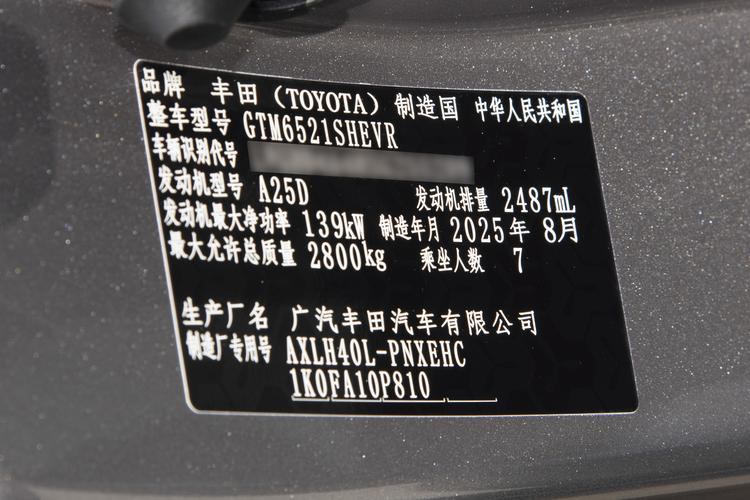 品牌 丰田（TOYOTA） 制造国 中华人民共和国
整车型号 GTM6521SHEVR
车辆识别代号
发动机型号 A25D 发动机排量 2487mL
发动机最大净功率 139kW 制造年月 2025年 8月
最大允许总质量 2800kg 乘坐人数 7
生产厂名 广汽丰田汽车有限公司
制造厂专用号 AXLH40L-PNXEHC
1K0FA10P810